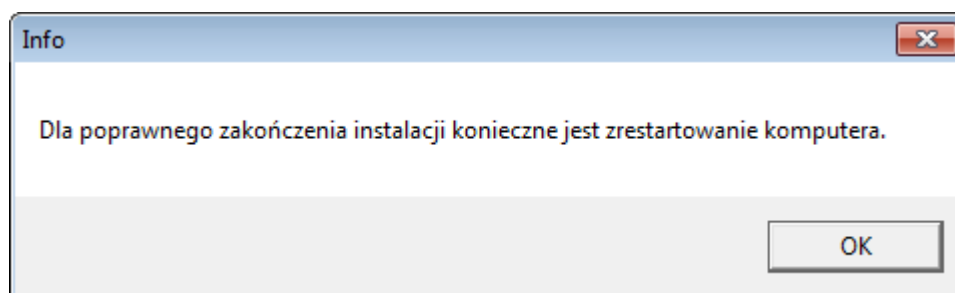 Info
Dla poprawnego zakończenia instalacji konieczne jest zrestartowanie komputera.
OK